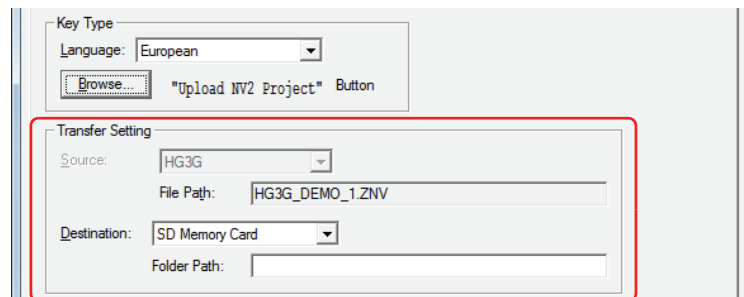 Key Type
Language: European
Browse... "Upload NV2 Project" Button
Transfer Setting
Source: HG3G
File Path: HG3G_DEMO_1.ZNV
Destination: SD Memory Card
Folder Path: